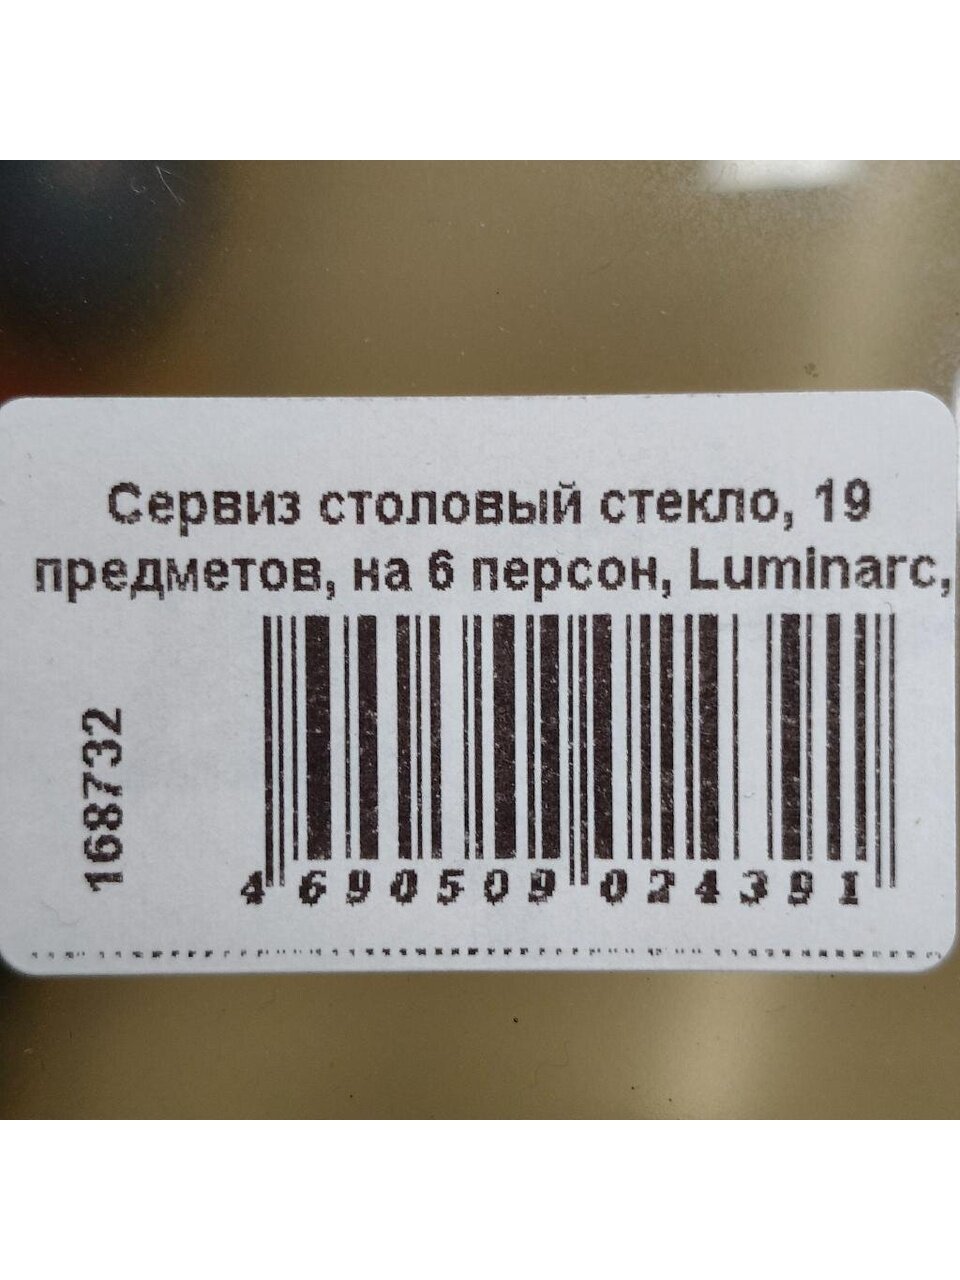 Сервиз столовый стекло, 19
предметов, на 6 персон, Luminarc,
168732
4 690509 024391